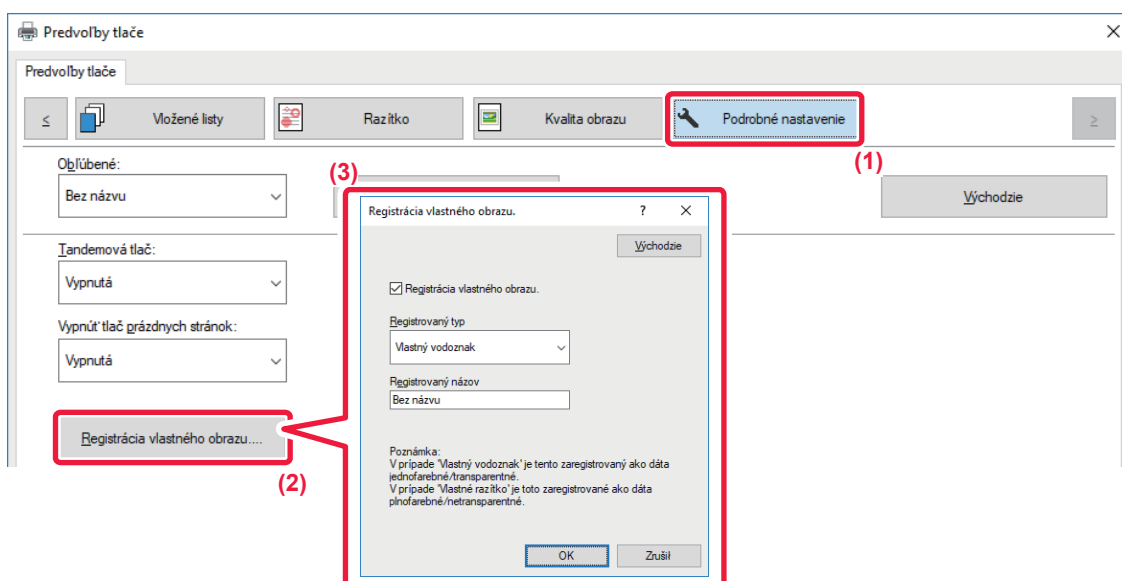 Predvoľby tlače
Predvoľby tlače
≤
Vložené listy
Razítko
Kvalita obrazu
Podrobné nastavenie
≥
(1)
Obľúbené:
(3)
Bez názvu
Východzie
Registrácia vlastného obrazu.
?
Východzie
Tandemová tlač:
Vypnutá
Registrácia vlastného obrazu.
Vypnúť tlač prázdnych stránok:
Registrovaný typ
Vypnutá
Vlastný vodoznak
Registrovaný názov
Bez názvu
Registrácia vlastného obrazu....
(2)
Poznámka:
V prípade 'Vlastný vodoznak' je tento zaregistrovaný ako dáta
jednofarebné/transparentné.
V prípade 'Vlastné razítko' je toto zaregistrované ako dáta
plnofarebné/netransparentné.
OK
Zrušiť